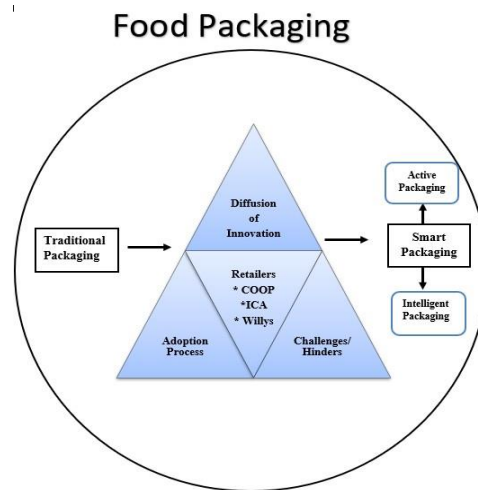 Food Packaging
Traditional
Packaging
Diffusion
of
Innovation
Retailers
* COOP
*ICA
* Willys
Adoption
Process
Challenges/
Hinders
Active
Packaging
Smart
Packaging
Intelligent
Packaging